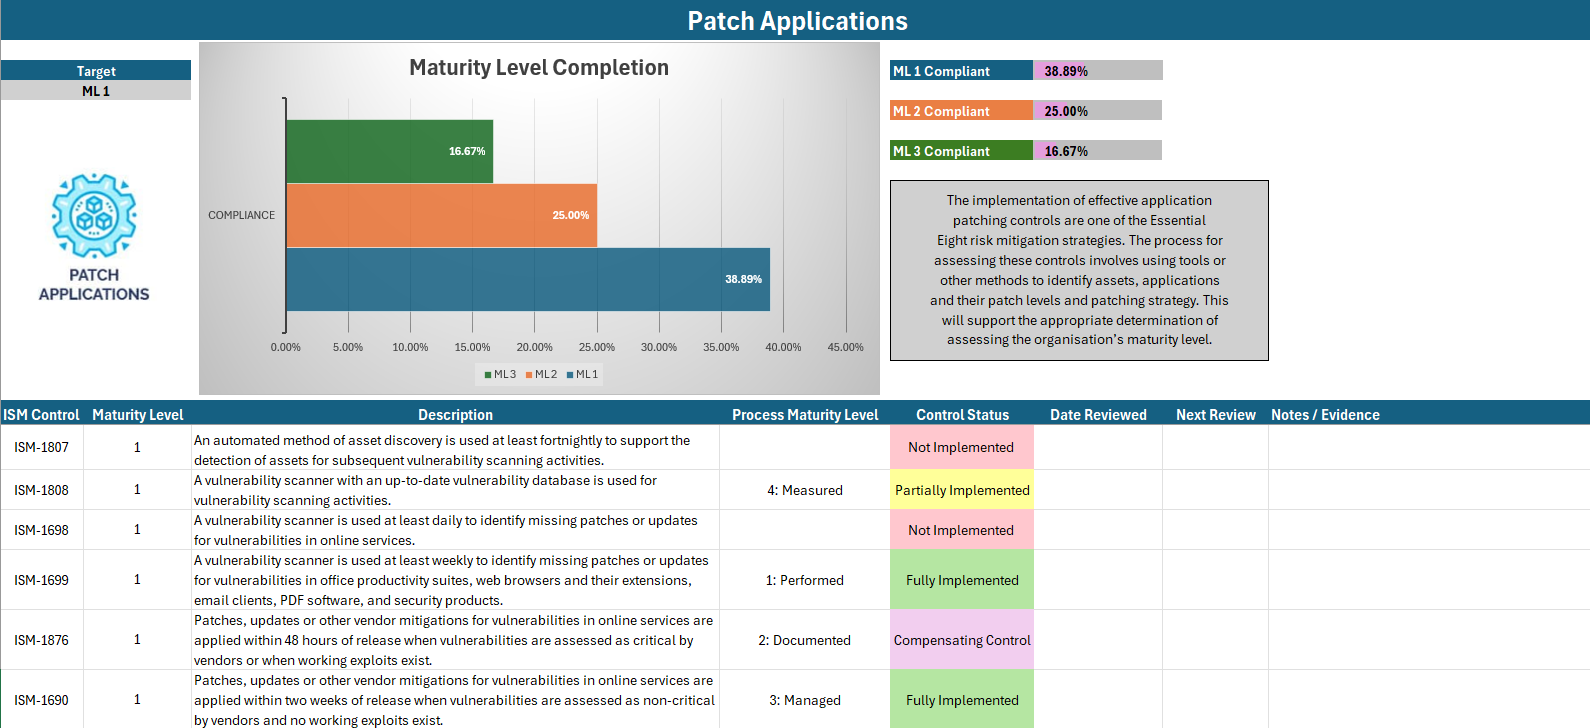 Patch Applications
Target
ML 1
PATCH
APPLICATIONS
Maturity Level Completion
16.67%
25.00%
38.89%
COMPLIANCE
0.00% 5.00% 10.00% 15.00% 20.00% 25.00% 30.00% 35.00% 40.00% 45.00%
ML3 ML2 ML1
ML 1 Compliant 38.89%
ML 2 Compliant 25.00%
ML 3 Compliant 16.67%
The implementation of effective application
patching controls are one of the Essential
Eight risk mitigation strategies. The process for
assessing these controls involves using tools or
other methods to identify assets, applications
and their patch levels and patching strategy. This
will support the appropriate determination of
assessing the organisation's maturity level.
ISM Control Maturity Level Description Process Maturity Level Control Status Date Reviewed Next Review Notes / Evidence
ISM-1807 1
An automated method of asset discovery is used at least fortnightly to support the
detection of assets for subsequent vulnerability scanning activities.
Not Implemented
ISM-1808 1
A vulnerability scanner with an up-to-date vulnerability database is used for
vulnerability scanning activities.
4: Measured Partially Implemented
ISM-1698 1
A vulnerability scanner is used at least daily to identify missing patches or updates
for vulnerabilities in online services.
Not Implemented
ISM-1699 1
A vulnerability scanner is used at least weekly to identify missing patches or updates
for vulnerabilities in office productivity suites, web browsers and their extensions,
email clients, PDF software, and security products.
1: Performed Fully Implemented
ISM-1876 1
Patches, updates or other vendor mitigations for vulnerabilities in online services are
applied within 48 hours of release when vulnerabilities are assessed as critical by
vendors or when working exploits exist.
2: Documented Compensating Control
ISM-1690 1
Patches, updates or other vendor mitigations for vulnerabilities in online services are
applied within two weeks of release when vulnerabilities are assessed as non-critical
by vendors and no working exploits exist.
3: Managed Fully Implemented